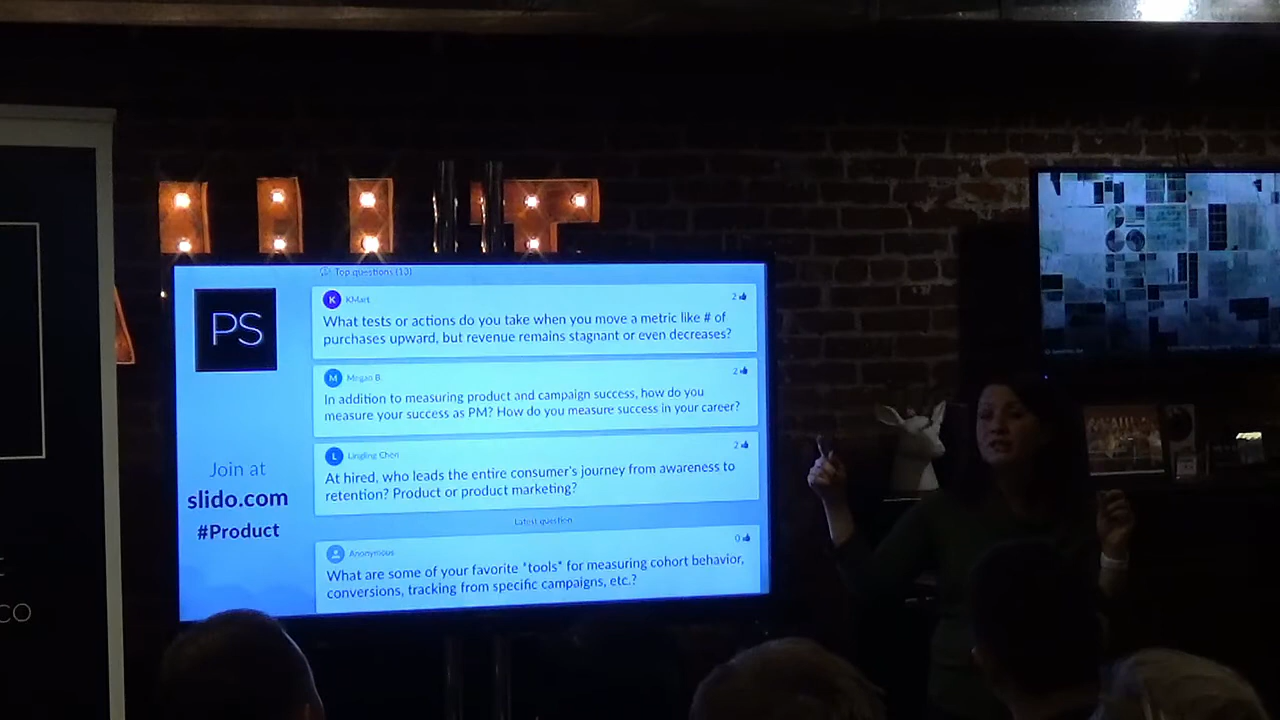 Top questions (13)
PS
K
KMart
2
What tests or actions do you take when you move a metric like # of
purchases upward, but revenue remains stagnant or even decreases?
M
Megan B.
2
In addition to measuring product and campaign success, how do you
measure your success as PM? How do you measure success in your career?
L
Lingling Chen
2
At hired, who leads the entire consumer's journey from awareness to
retention? Product or product marketing?
Join at
slido.com
#Product
Latest question
Anonymous
0
What are some of your favorite *tools* for measuring cohort behavior,
conversions, tracking from specific campaigns, etc.?
CO